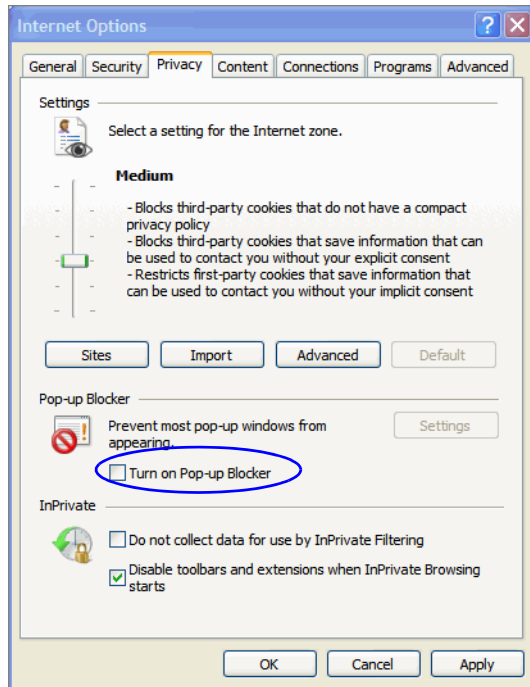 Internet Options
General Security Privacy Content Connections Programs Advanced
Settings
Select a setting for the Internet zone.
Medium
- Blocks third-party cookies that do not have a compact
privacy policy
- Blocks third-party cookies that save information that can
be used to contact you without your explicit consent
- Restricts first-party cookies that save information that
can be used to contact you without your implicit consent
Sites Import Advanced Default
Pop-up Blocker
Prevent most pop-up windows from
appearing.
Settings
Turn on Pop-up Blocker
InPrivate
Do not collect data for use by InPrivate Filtering
Disable toolbars and extensions when InPrivate Browsing
starts
OK Cancel Apply